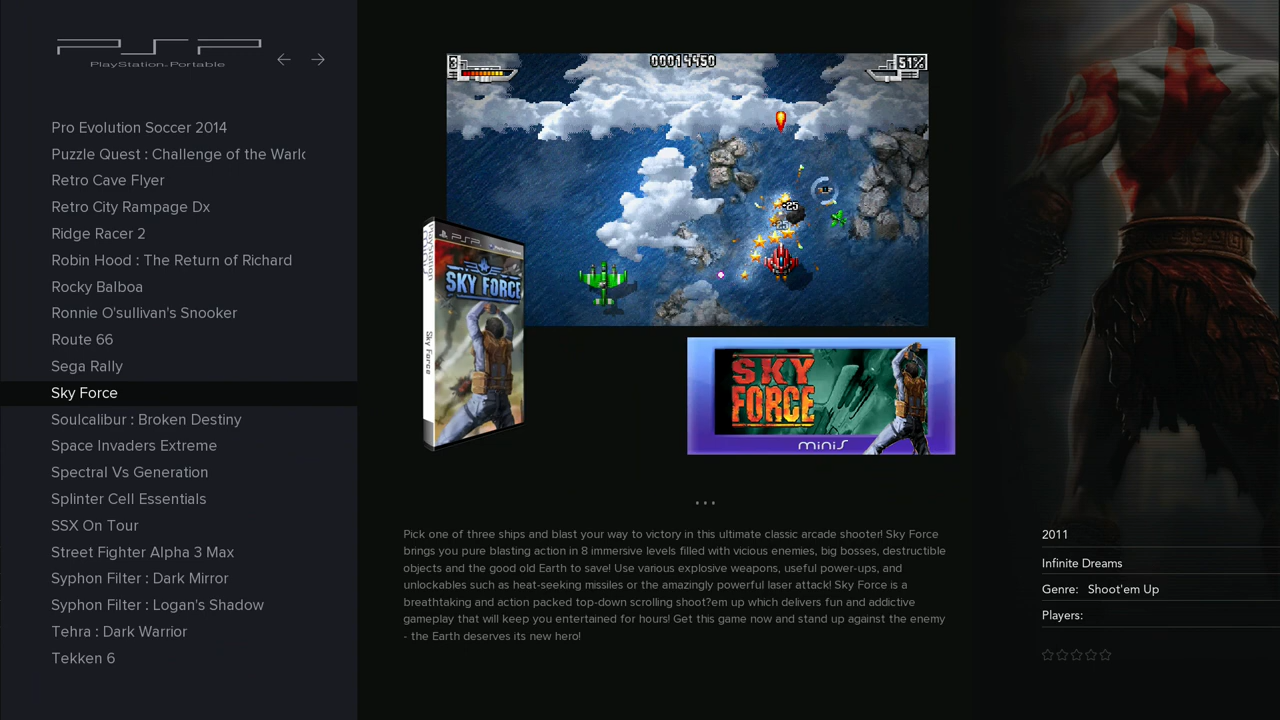 PSP
PlayStation Portable
Pro Evolution Soccer 2014
Puzzle Quest : Challenge of the Warlc
Retro Cave Flyer
Retro City Rampage Dx
Ridge Racer 2
Robin Hood : The Return of Richard
Rocky Balboa
Ronnie O'sullivan's Snooker
Route 66
Sega Rally
Sky Force
Soulcalibur : Broken Destiny
Space Invaders Extreme
Spectral Vs Generation
Splinter Cell Essentials
SSX On Tour
Street Fighter Alpha 3 Max
Syphon Filter : Dark Mirror
Syphon Filter : Logan's Shadow
Tehra : Dark Warrior
Tekken 6
3
00014450
51%
-25
-25
PSP
SKY FORCE
Sky Force
SKY
FORCE
minis
...
Pick one of three ships and blast your way to victory in this ultimate classic arcade shooter! Sky Force
brings you pure blasting action in 8 immersive levels filled with vicious enemies, big bosses, destructible
objects and the good old Earth to save! Use various explosive weapons, useful power-ups, and
unlockables such as heat-seeking missiles or the amazingly powerful laser attack! Sky Force is a
breathtaking and action packed top-down scrolling shoot?em up which delivers fun and addictive
gameplay that will keep you entertained for hours! Get this game now and stand up against the enemy
- the Earth deserves its new hero!
2011
Infinite Dreams
Genre: Shoot'em Up
Players: